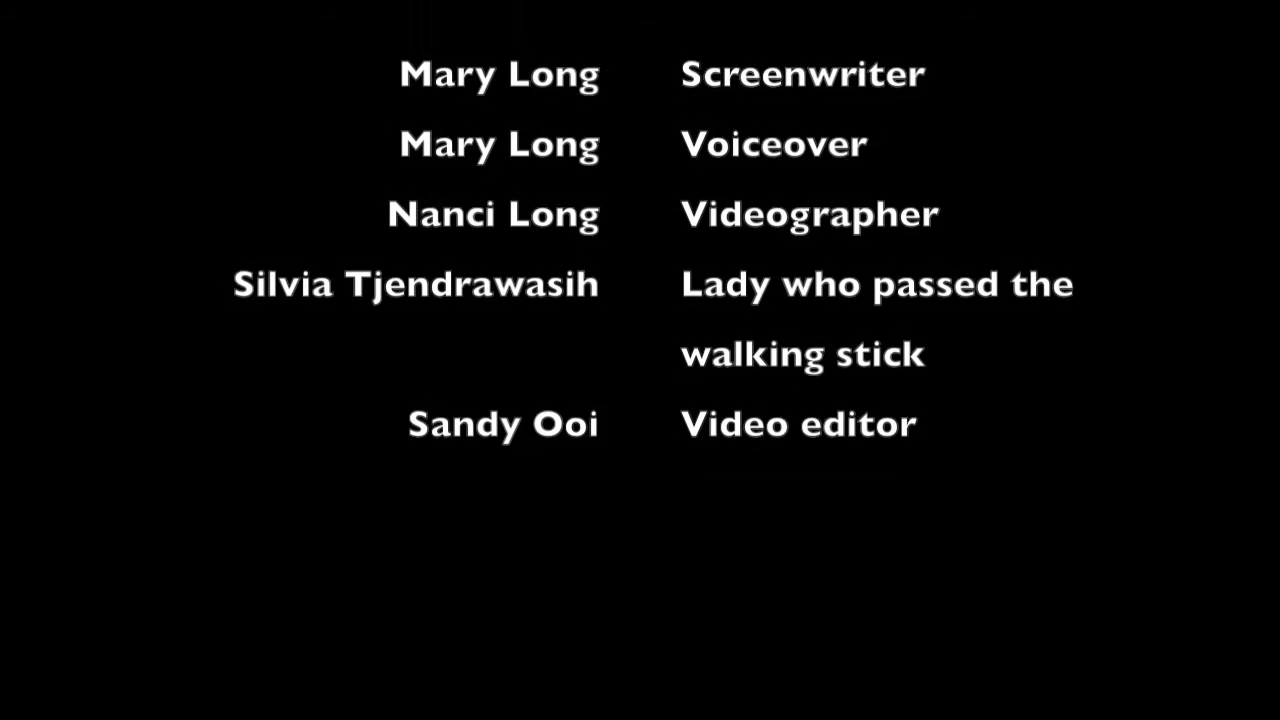 Mary Long Screenwriter
Mary Long Voiceover
Nanci Long Videographer
Silvia Tjendrawasih Lady who passed the
walking stick
Sandy Ooi Video editor